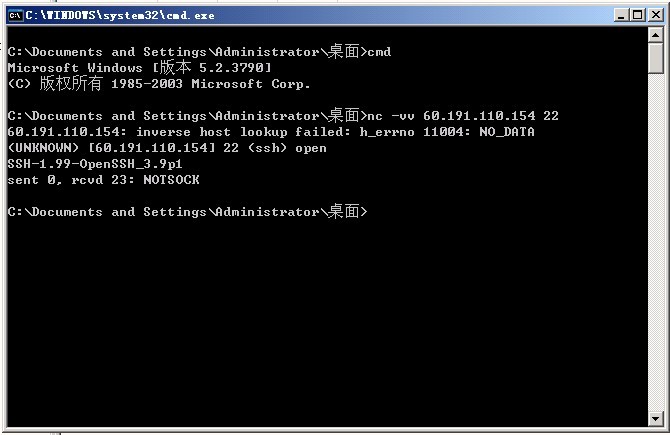 C:\WINDOWS\system32\cmd.exe
C:\Documents and Settings\Administrator\桌面>cmd
Microsoft Windows [版本 5.2.3790]
(C) 版权所有 1985-2003 Microsoft Corp.
C:\Documents and Settings\Administrator\桌面>nc -vv 60.191.110.154 22
60.191.110.154: inverse host lookup failed: h_errno 11004: NO_DATA
(UNKNOWN) [60.191.110.154] 22 (ssh) open
SSH-1.99-OpenSSH_3.9p1
sent 0, rcvd 23: NOTSOCK
C:\Documents and Settings\Administrator\桌面>